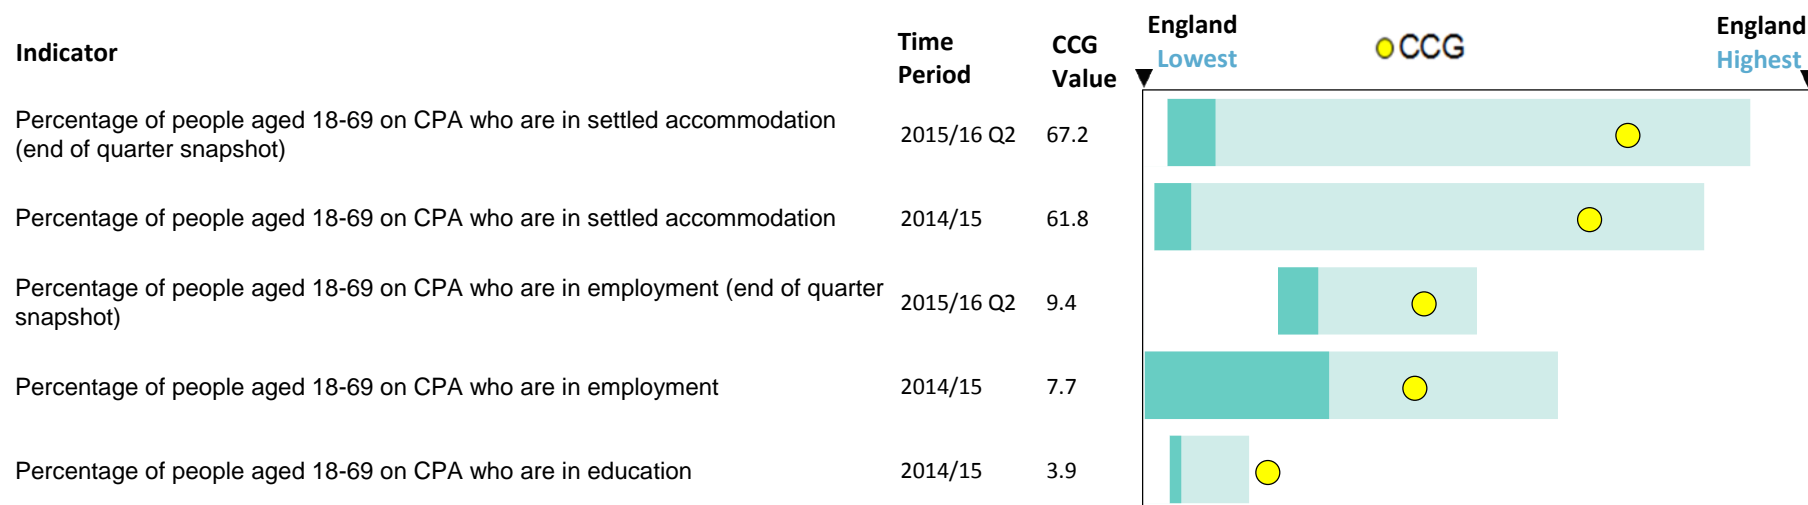 Indicator
Time
Period
CCG
Value
England
Lowest
CCG
England
Highest
Percentage of people aged 18-69 on CPA who are in settled accommodation
(end of quarter snapshot)
2015/16 Q2
67.2
Percentage of people aged 18-69 on CPA who are in settled accommodation
2014/15
61.8
Percentage of people aged 18-69 on CPA who are in employment (end of quarter
snapshot)
2015/16 Q2
9.4
Percentage of people aged 18-69 on CPA who are in employment
2014/15
7.7
Percentage of people aged 18-69 on CPA who are in education
2014/15
3.9